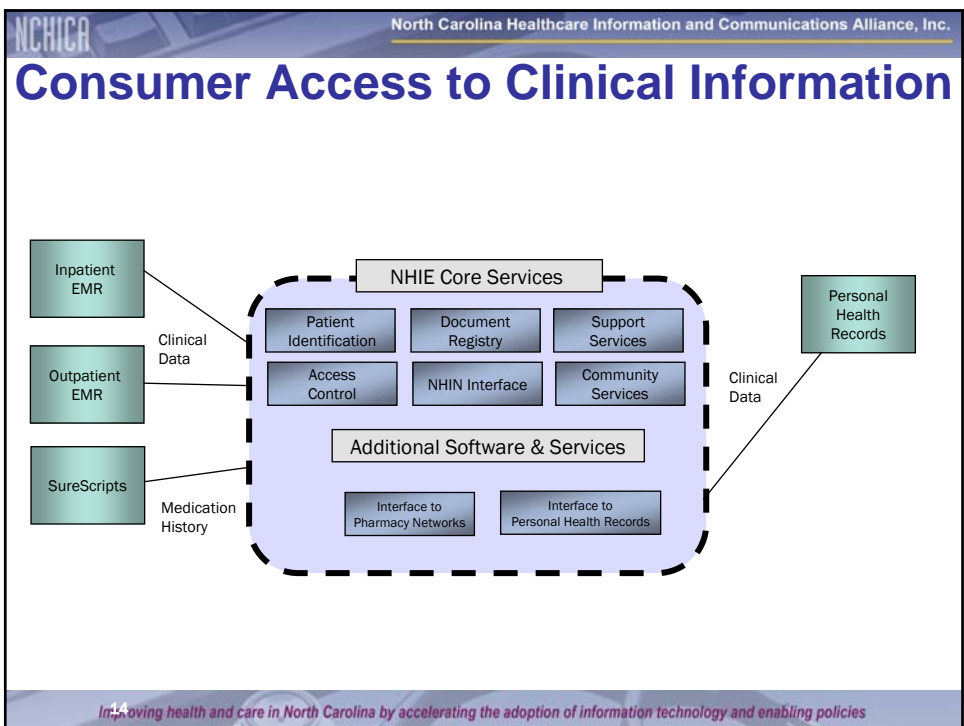 NCHICA
North Carolina Healthcare Information and Communications Alliance, Inc.
Consumer Access to Clinical Information
Inpatient
EMR
Outpatient
EMR
SureScripts
Clinical
Data
Medication
History
NHIE Core Services
Patient
Identification
Document
Registry
Support
Services
Access
Control
NHIN Interface
Community
Services
Additional Software & Services
Interface to
Pharmacy Networks
Interface to
Personal Health Records
Clinical
Data
Personal
Health
Records
14
Improving health and care in North Carolina by accelerating the adoption of information technology and enabling policies